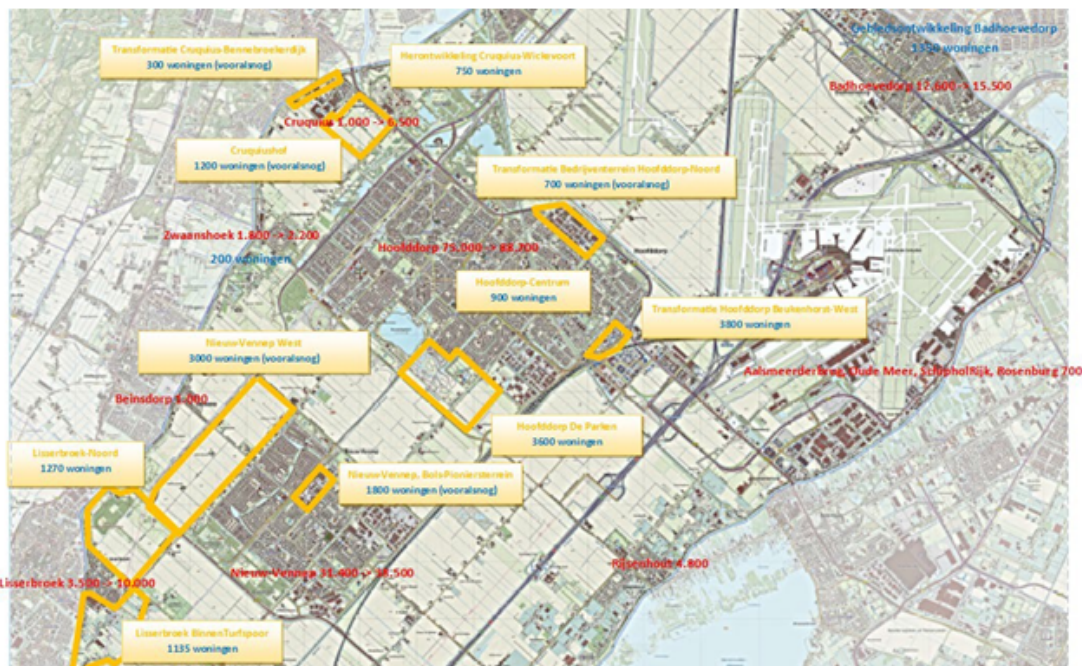 Gebiedsontwikkeling Badhoevedorp
1350 woningen
Transformatie Cruquius-Bennebroekerdijk
300 woningen (vooralsnog)
Herontwikkeling Cruquius-Wickevoort
750 woningen
Badhoevedorp 12.600 -> 15.500
Cruquius 1.000 -> 6.500
Cruquiushof
1200 woningen (vooralsnog)
Transformatie Bedrijventerrein Hoofddorp-Noord
700 woningen (vooralsnog)
Zwaanshoek 1.800 -> 2.200
200 woningen
Hoofddorp 75.000 -> 88.700
Hoofddorp
Hoofddorp-Centrum
900 woningen
Transformatie Hoofddorp Beukenhorst-West
3800 woningen
Nieuw-Vennep West
3000 woningen (vooralsnog)
Aalsmeerderbrug, Oude Meer, SchipholRijk, Rosenburg 700
Beinsdorp 1.000
Hoofddorp De Parken
3600 woningen
Lisserbroek-Noord
1270 woningen
Nieuw-Vennep, Bols-Pioniersterrein
1800 woningen (vooralsnog)
Rijsenhout 4.800
Nieuw-Vennep 31.400 -> 38.500
Lisserbroek 3.500 -> 10.000
Lisserbroek BinnenTurfspoor
1135 woningen